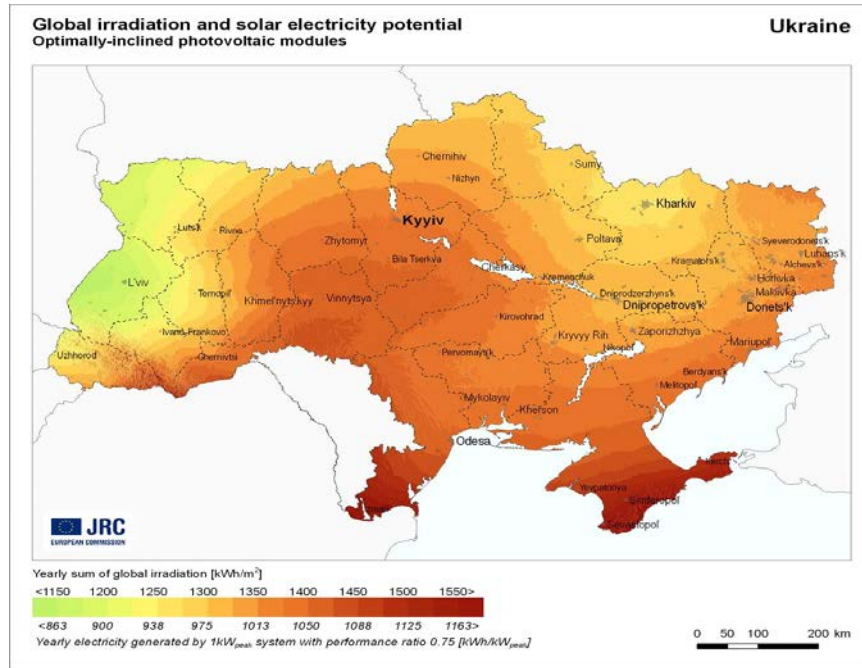 Global irradiation and solar electricity potential
Optimally-inclined photovoltaic modules
Ukraine
Chernihiv
Sumy
Nizhyn
Kharkiv
Luts'k
Rivne
Kyyiv
Zhytomyr
Poltava
Syeverodonets'k
Bila Tserkva
Cherkasy
Kramators'k
Luhans'k
L'viv
Alchevs'k
Ternopil'
Khmel'nyts'kyy
Vinnytsya
Kremenchuk
Horlivka
Dniprodzerzhyns'k
Makiivka
Dnipropetrovs'k
Donets'k
Kirovohrad
Ivano-Frankovo
Kryvyy Rih
Zaporizhzhya
Uzhhorod
Chernivtsi
Pervomays'k
Nikopol'
Mariupol'
Berdyans'k
Melitopol'
Mykolayiv
Kherson
Odesa
Kerch
Yevpatoriya
Simferopol
Izmayil
Sevastopol
JRC
EUROPEAN COMMISSION
Yearly sum of global irradiation [kWh/m²]
<1150 1200 1250 1300 1350 1400 1450 1500 1550>
<863 900 938 975 1013 1050 1088 1125 1163>
Yearly electricity generated by 1kWpeak system with performance ratio 0.75 [kWh/kWpeak]
0 50 100 200 km